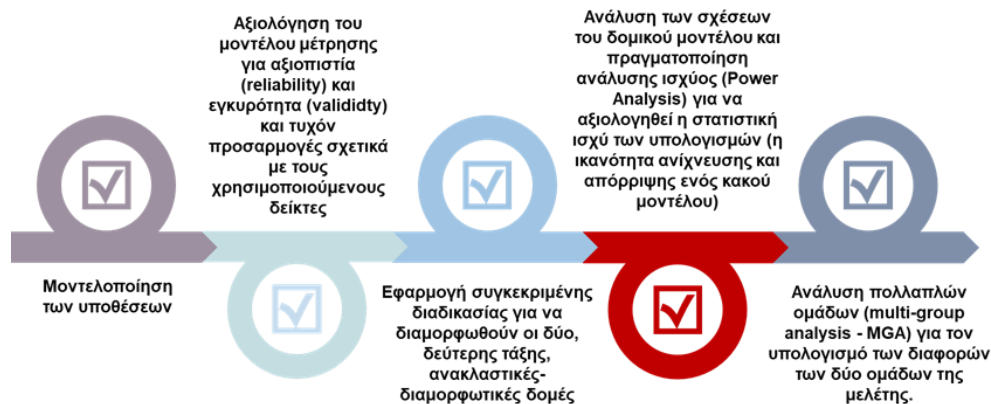 Μοντελοποίηση
των υποθέσεων
Αξιολόγηση του
μοντέλου μέτρησης
για αξιοπιστία
(reliability) και
εγκυρότητα (valididty)
και τυχόν
προσαρμογές σχετικά
με τους
χρησιμοποιούμενους
δείκτες
Εφαρμογή συγκεκριμένης
διαδικασίας για να
διαμορφωθούν οι δύο,
δεύτερης τάξης,
ανακλαστικές-
διαμορφωτικές δομές
Ανάλυση των σχέσεων
του δομικού μοντέλου και
πραγματοποίηση
ανάλυσης ισχύος (Power
Analysis) για να
αξιολογηθεί η στατιστική
ισχύ των υπολογισμών (η
ικανότητα ανίχνευσης και
απόρριψης ενός κακού
μοντέλου)
Ανάλυση πολλαπλών
ομάδων (multi-group
analysis - MGA) για τον
υπολογισμό των διαφορών
των δύο ομάδων της
μελέτης.